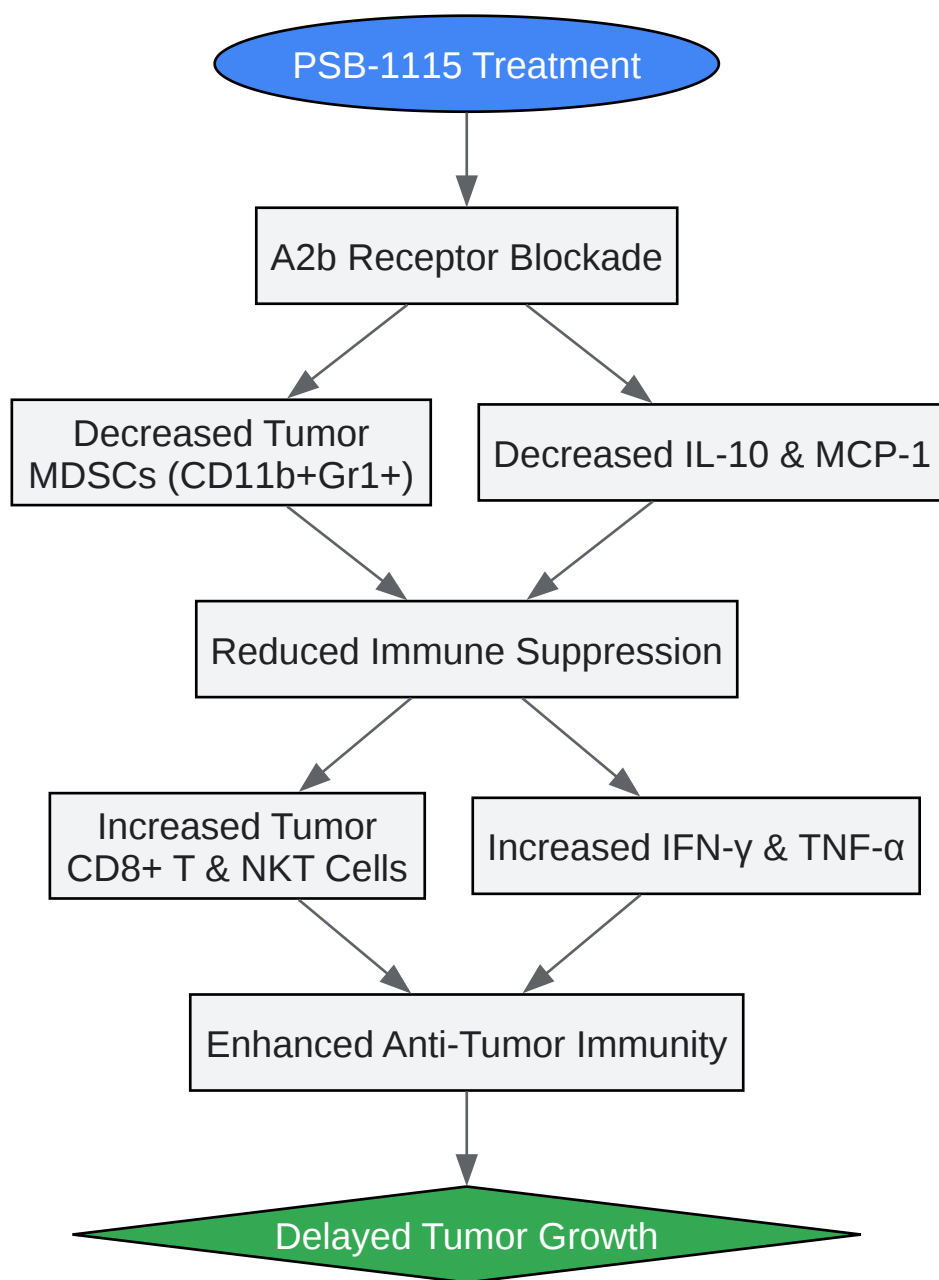 PSB-1115 Treatment
A2b Receptor Blockade
Decreased Tumor
MDSCs (CD11b+Gr1+)
Decreased IL-10 & MCP-1
Reduced Immune Suppression
Increased Tumor
CD8+ T & NKT Cells
Increased IFN-γ & TNF-α
Enhanced Anti-Tumor Immunity
Delayed Tumor Growth